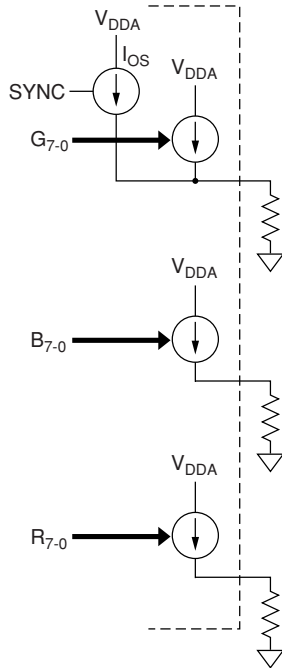 V_DDA
I_OS
SYNC
V_DDA
G_7-0
V_DDA
B_7-0
V_DDA
R_7-0